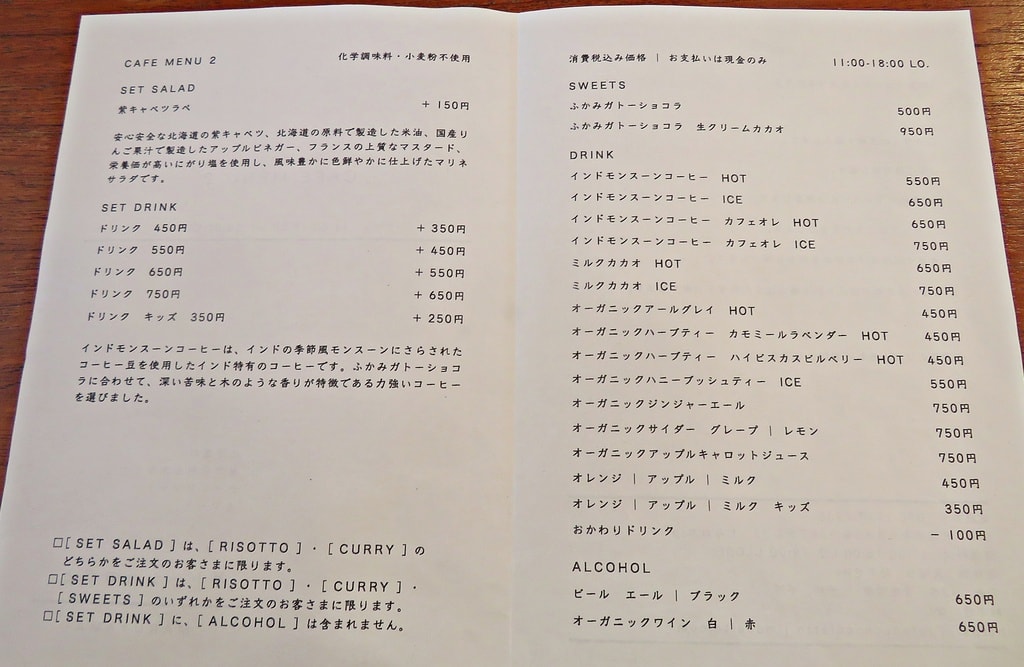 CAFE MENU 2
化学調味料・小麦粉不使用
SET SALAD
紫キャベツラペ + 150円
安心安全な北海道の紫キャベツ、北海道の原料で製造した米油、国産り
んご果汁で製造したアップルビネガー、フランスの上質なマスタード、
栄養価が高いにがり塩を使用し、風味豊かに色鮮やかに仕上げたマリネ
サラダです。
SET DRINK
ドリンク 450円 + 350円
ドリンク 550円 + 450円
ドリンク 650円 + 550円
ドリンク 750円 + 650円
ドリンク キッズ 350円 + 250円
インドモンスーンコーヒーは、インドの季節風モンスーンにさらされた
コーヒー豆を使用したインド特有のコーヒーです。ふかみガトーショコ
ラに合わせて、深い苦味と木のような香りが特徴である力強いコーヒー
を選びました。
□[ SET SALAD ] は、[ RISOTTO ]・[ CURRY ] の
どちらかをご注文のお客さまに限ります。
□[ SET DRINK ] は、[ RISOTTO ]・[ CURRY ]・
[ SWEETS ] のいずれかをご注文のお客さまに限ります。
□[ SET DRINK ] に、[ ALCOHOL ] は含まれません。
消費税込み価格 | お支払いは現金のみ 11:00-18:00 LO.
SWEETS
ふかみガトーショコラ 500円
ふかみガトーショコラ 生クリームカカオ 950円
DRINK
インドモンスーンコーヒー HOT 550円
インドモンスーンコーヒー ICE 650円
インドモンスーンコーヒー カフェオレ HOT 650円
インドモンスーンコーヒー カフェオレ ICE 750円
ミルクカカオ HOT 650円
ミルクカカオ ICE 750円
オーガニックアールグレイ HOT 450円
オーガニックハーブティー カモミールラベンダー HOT 450円
オーガニックハーブティー ハイビスカスビルベリー HOT 450円
オーガニックハニーブッシュティー ICE 550円
オーガニックジンジャーエール 750円
オーガニックサイダー グレープ | レモン 750円
オーガニックアップルキャロットジュース 750円
オレンジ | アップル | ミルク 450円
オレンジ | アップル | ミルク キッズ 350円
おかわりドリンク − 100円
ALCOHOL
ビール エール | ブラック 650円
オーガニックワイン 白 | 赤 650円